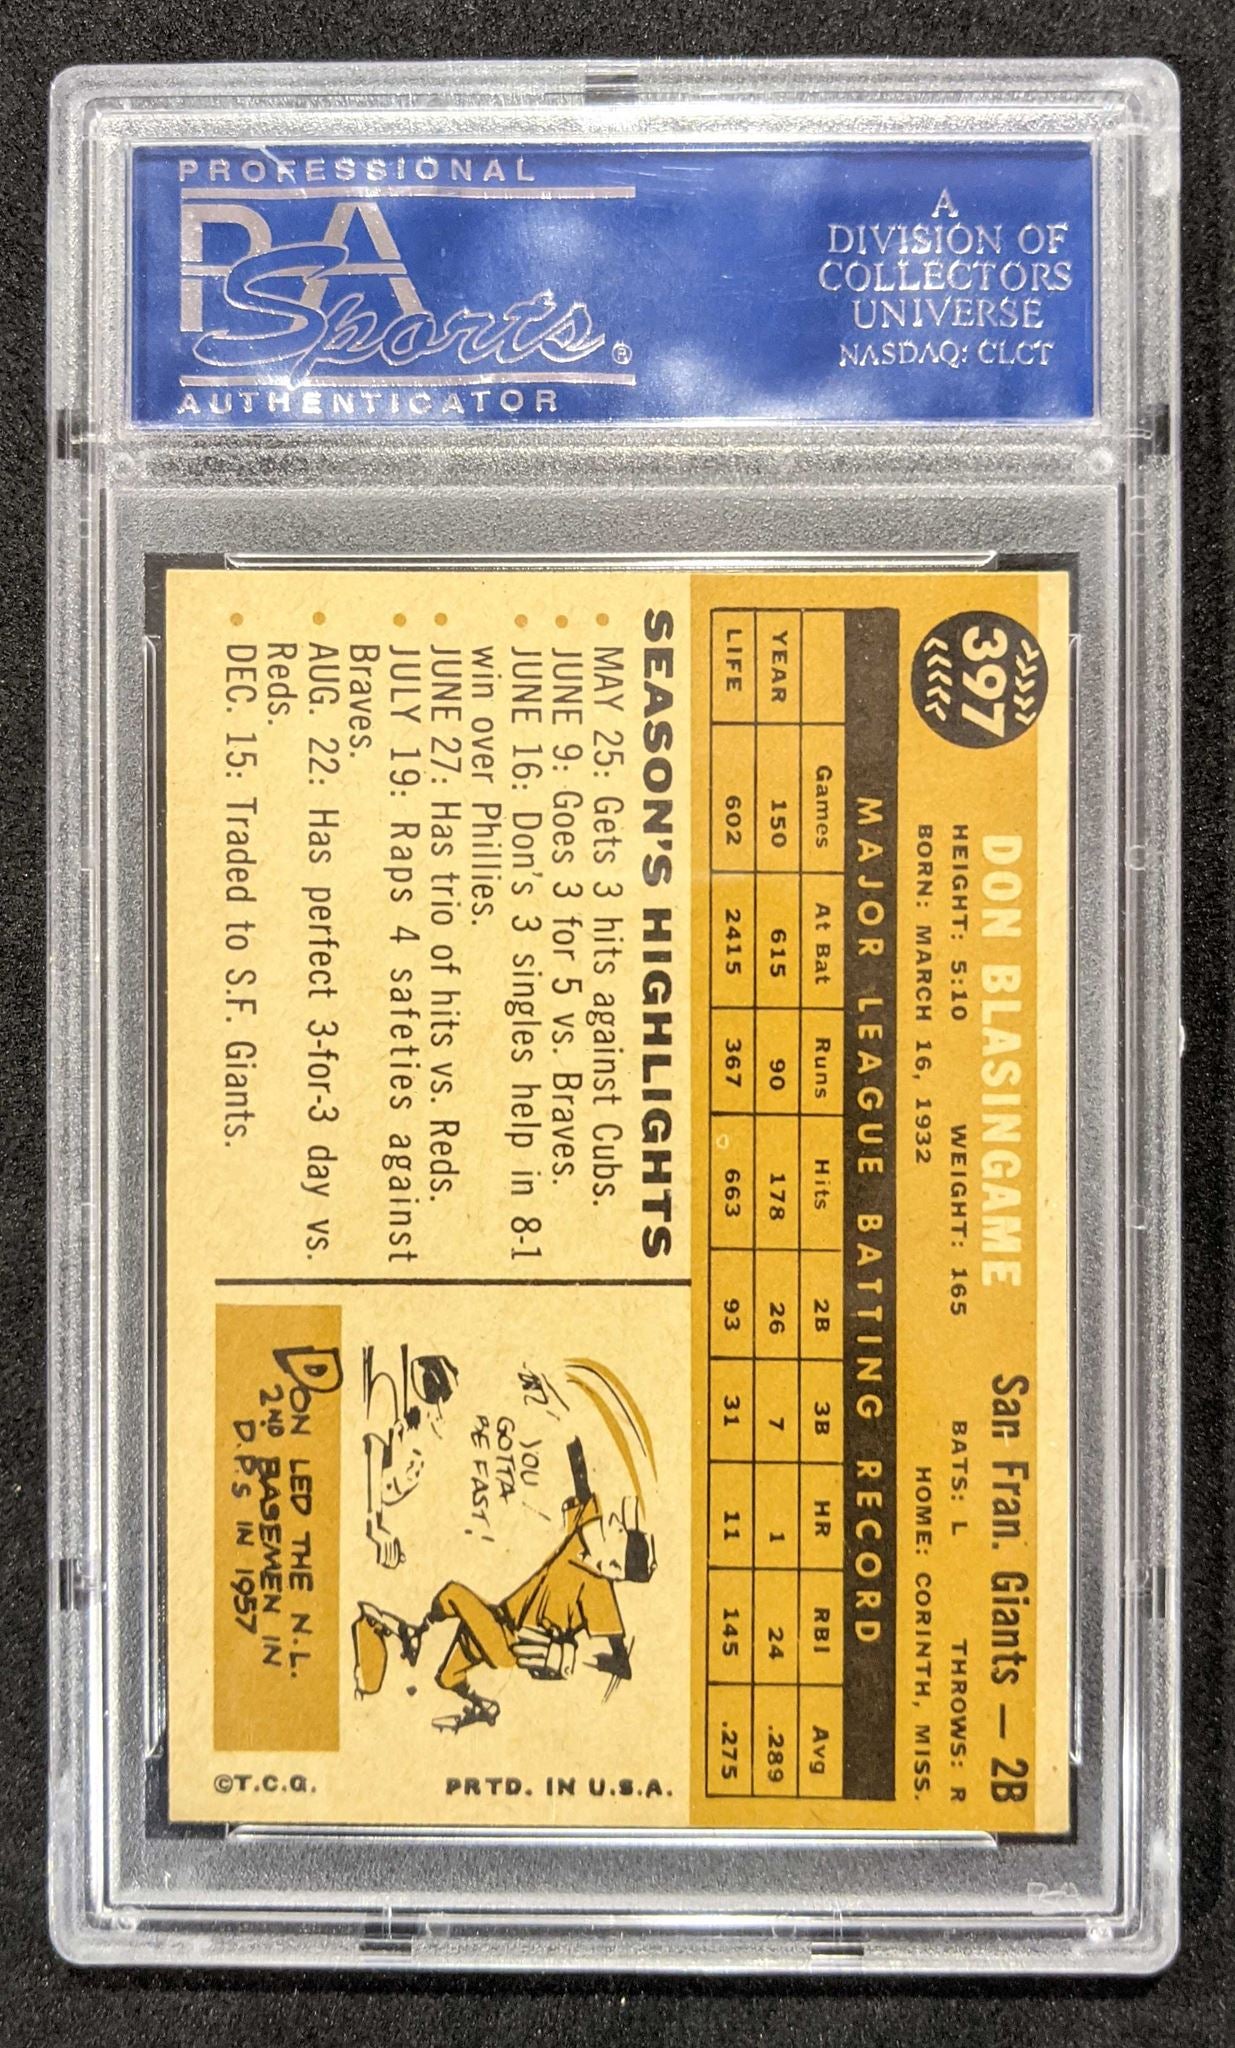 PROFESSIONAL
PSA
Sports®
AUTHENTICATOR
A
DIVISION OF
COLLECTORS
UNIVERSE
NASDAQ: CLCT
397
DON BLASINGAME San Fran. Giants — 2B
HEIGHT: 5:10 WEIGHT: 165 BATS: L THROWS: R
BORN: MARCH 16, 1932 HOME: CORINTH, MISS.
MAJOR LEAGUE BATTING RECORD
Games At Bat Runs Hits 2B 3B HR RBI Avg
YEAR 150 615 90 178 26 7 1 24 .289
LIFE 602 2415 367 663 93 31 11 145 .275
SEASON'S HIGHLIGHTS
• MAY 25: Gets 3 hits against Cubs.
• JUNE 9: Goes 3 for 5 vs. Braves.
• JUNE 16: Don's 3 singles help in 8-1
win over Phillies.
• JUNE 27: Has trio of hits vs. Reds.
• JULY 19: Raps 4 safeties against
Braves.
• AUG. 22: Has perfect 3-for-3 day vs.
Reds.
• DEC. 15: Traded to S.F. Giants.
YOU
GOTTA
BE FAST!
DON LED THE N.L.
2ND BASEMEN IN
D.P.s IN 1957
©T.C.G. PRTD. IN U.S.A.